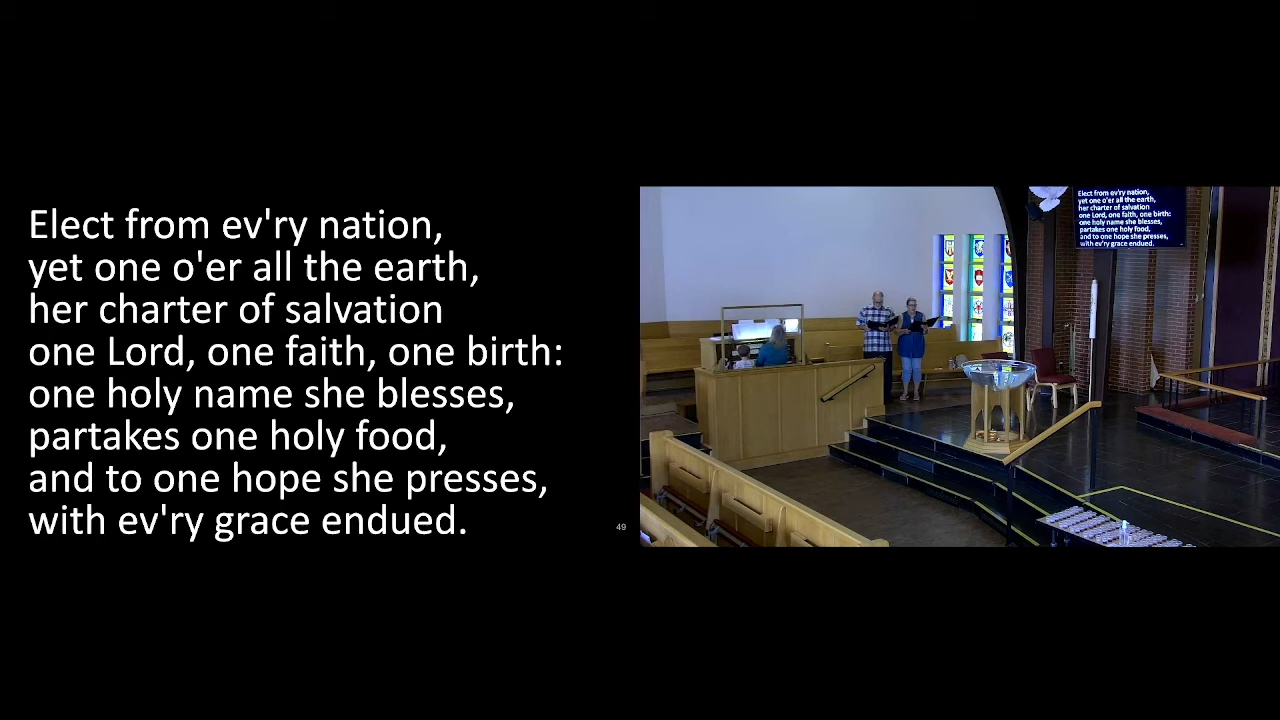 Elect from ev'ry nation,
yet one o'er all the earth,
her charter of salvation
one Lord, one faith, one birth:
one holy name she blesses,
partakes one holy food,
and to one hope she presses,
with ev'ry grace endued.
49
Elect from ev'ry nation,
yet one o'er all the earth,
her charter of salvation
one Lord, one faith, one birth:
one holy name she blesses,
partakes one holy food,
and to one hope she presses,
with ev'ry grace endued.